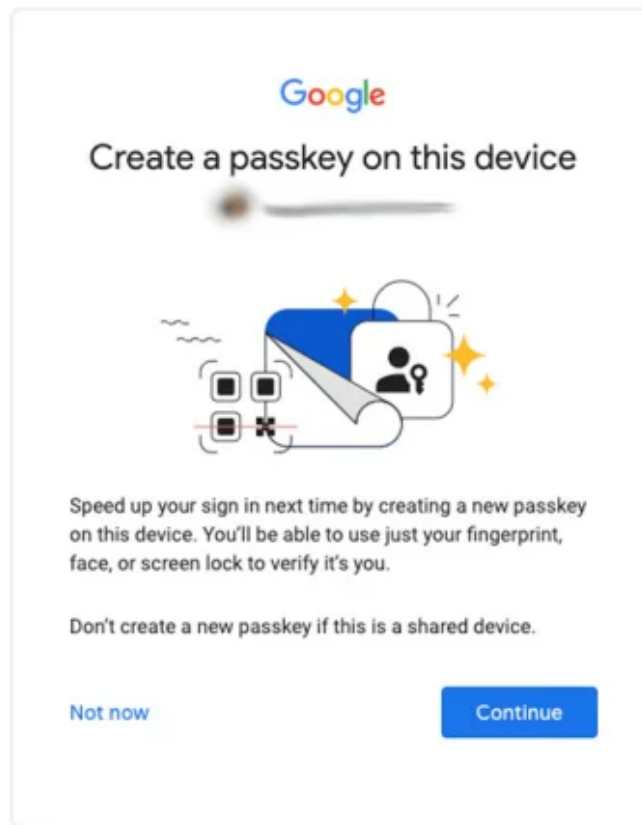 Google
Create a passkey on this device
Speed up your sign in next time by creating a new passkey
on this device. You'll be able to use just your fingerprint,
face, or screen lock to verify it's you.
Don't create a new passkey if this is a shared device.
Not now
Continue